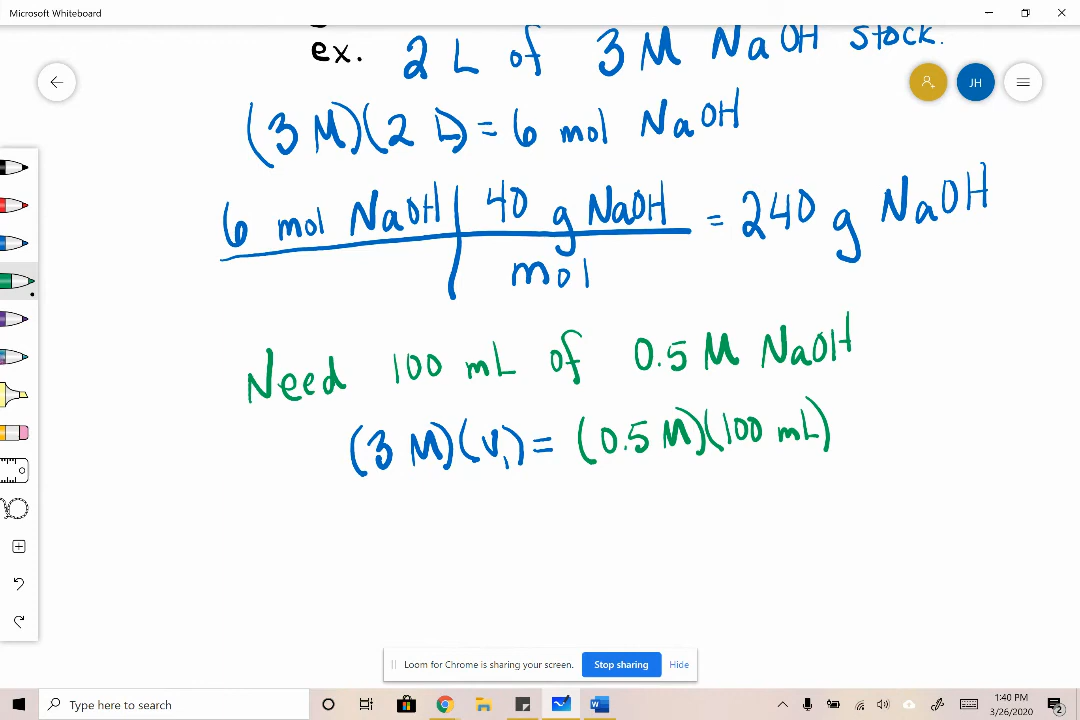 Microsoft Whiteboard
ex. 2 L of 3 M NaOH stock.
JH
(3 M)(2 L) = 6 mol NaOH
6 mol NaOH | 40 g NaOH = 240 g NaOH
mol
Need 100 mL of 0.5 M NaOH
(3 M)(V₁) = (0.5 M)(100 mL)
Loom for Chrome is sharing your screen. Stop sharing Hide
Type here to search
1:40 PM
3/26/2020
2